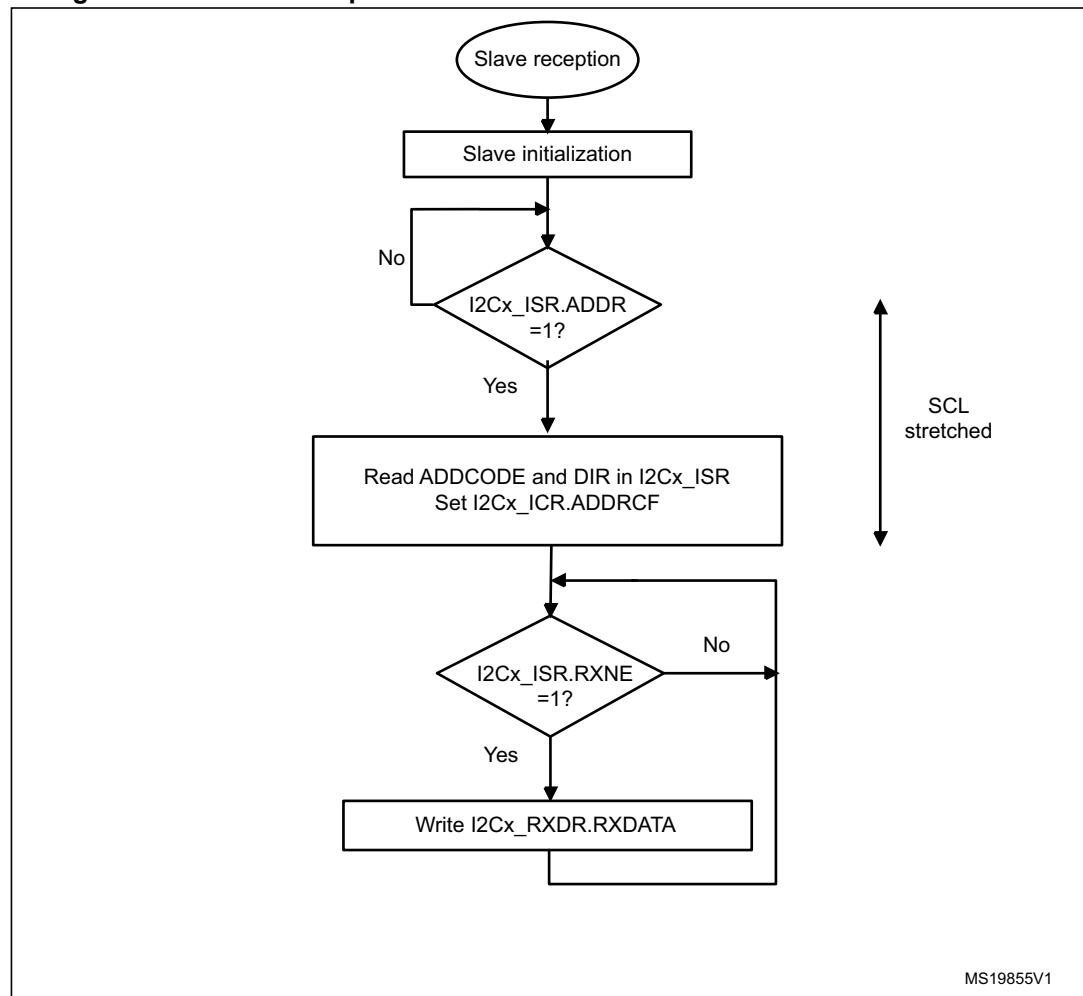 Slave reception
Slave initialization
No
I2Cx_ISR.ADDR
=1?
Yes
SCL
stretched
Read ADDCODE and DIR in I2Cx_ISR
Set I2Cx_ICR.ADDRCF
No
I2Cx_ISR.RXNE
=1?
Yes
Write I2Cx_RXDR.RXDATA
MS19855V1